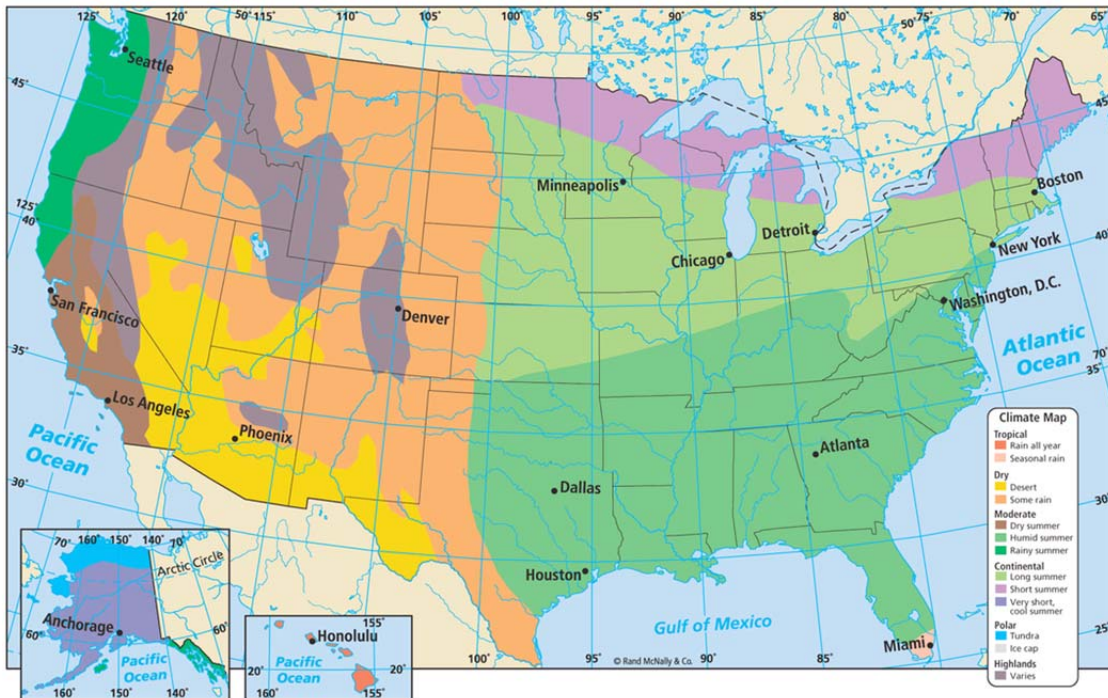 125°
120°
50°
115°
110°
105°
100°
95°
90°
85°
80°
75°
50°
70°
65°
45°
45°
Seattle
Minneapolis
Boston
125°
40°
Detroit
New York
40°
Chicago
San Francisco
Denver
Washington, D.C.
Atlantic
Ocean
35°
70°
35°
Los Angeles
Phoenix
Atlanta
Pacific
Ocean
Dallas
30°
30°
Houston
Gulf of Mexico
Miami
25°
100°
© Rand McNally & Co.
95°
90°
85°
80°
Climate Map
Tropical
Rain all year
Seasonal rain
Dry
Desert
Some rain
Moderate
Dry summer
Humid summer
Rainy summer
Continental
Long summer
Short summer
Very short,
cool summer
Polar
Tundra
Ice cap
Highlands
Varies
70°
160°
150°
140°
70°
Arctic Circle
Anchorage
60°
60°
Pacific
Ocean
160°
150°
140°
155°
Honolulu
20°
Pacific
Ocean
20°
160°
155°